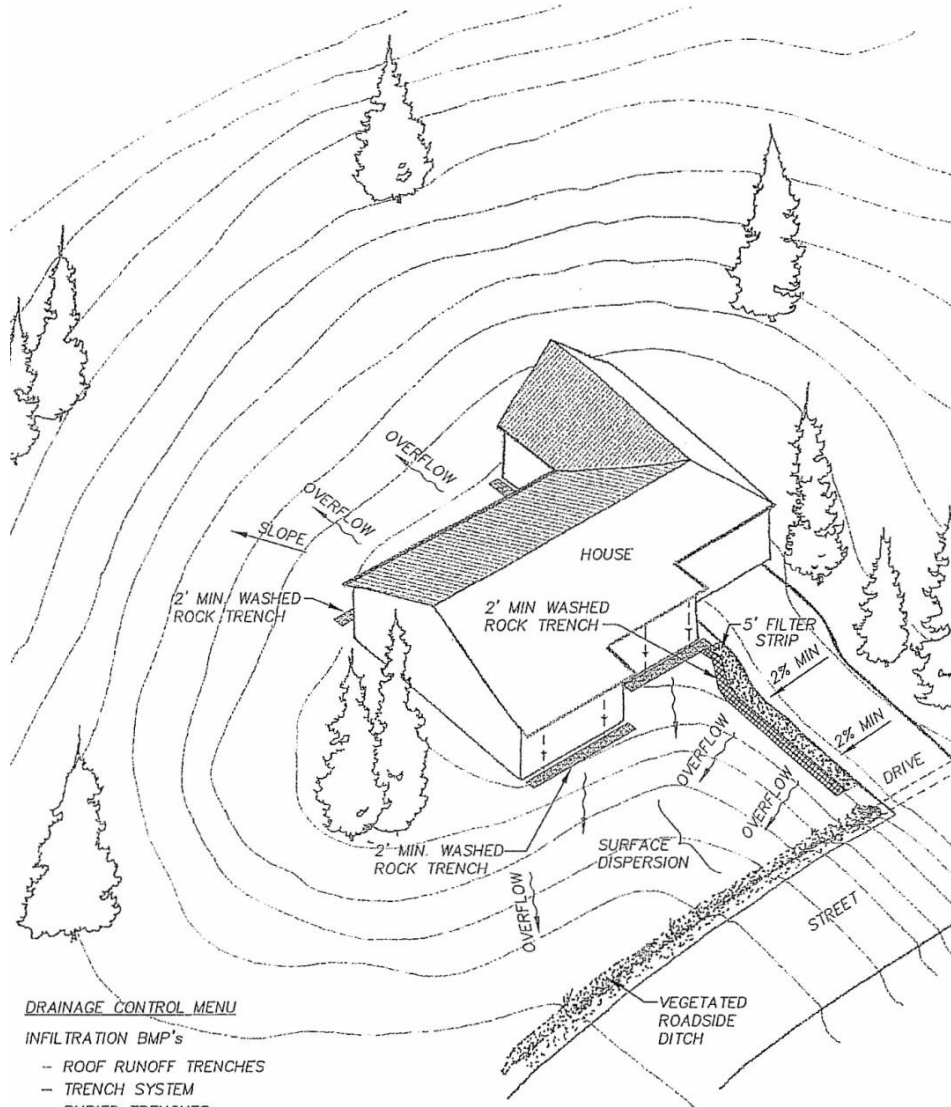 OVERFLOW
OVERFLOW
SLOPE
HOUSE
2' MIN. WASHED
ROCK TRENCH
2' MIN WASHED
ROCK TRENCH
5' FILTER
STRIP
2% MIN
2% MIN
DRIVE
OVERFLOW
OVERFLOW
2' MIN. WASHED
ROCK TRENCH
SURFACE
DISPERSION
STREET
OVERFLOW
VEGETATED
ROADSIDE
DITCH
DRAINAGE CONTROL MENU
INFILTRATION BMP's
- ROOF RUNOFF TRENCHES
- TRENCH SYSTEM